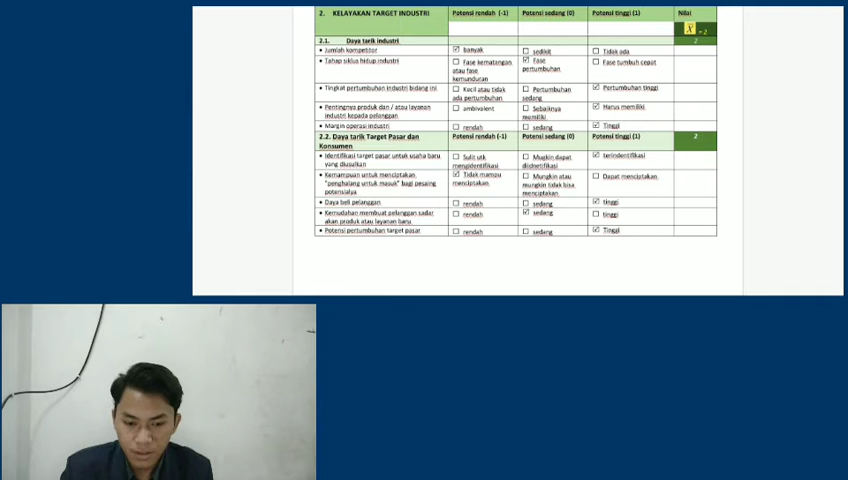 2. KELAYAKAN TARGET INDUSTRI Potensi rendah (-1) Potensi sedang (0) Potensi tinggi (1) Nilai
X = 2
2.1. Daya tarik industri 2
• Jumlah kompetitor ☑ banyak ☐ sedikit ☐ Tidak ada
• Tahap siklus hidup industri ☐ Fase kematangan atau fase kemunduran ☑ Fase pertumbuhan ☐ Fase tumbuh cepat
• Tingkat pertumbuhan industri bidang ini ☐ Kecil atau tidak ada pertumbuhan ☐ Pertumbuhan sedang ☑ Pertumbuhan tinggi
• Pentingnya produk dan / atau layanan industri kepada pelanggan ☐ ambivalent ☐ Sebaiknya memiliki ☑ Harus memiliki
• Margin operasi industri ☐ rendah ☐ sedang ☑ Tinggi
2.2. Daya tarik Target Pasar dan Konsumen Potensi rendah (-1) Potensi sedang (0) Potensi tinggi (1) 2
• Identifikasi target pasar untuk usaha baru yang diusulkan ☐ Sulit utk mengidentifikasi ☐ Mugkin dapat ☑ teridentifikasi
• Kemampuan untuk menciptakan "penghalang untuk masuk" bagi pesaing ☑ Tidak mampu menciptakan ☐ Mungkin atau mungkin tidak bisa menciptakan ☐ Dapat menciptakan
• Daya beli pelanggan ☐ rendah ☐ sedang ☑ tinggi
• Kemudahan membuat pelanggan sadar akan produk atau layanan baru ☐ rendah ☑ sedang ☐ tinggi
• Potensi pertumbuhan target pasar ☐ rendah ☐ sedang ☑ Tinggi